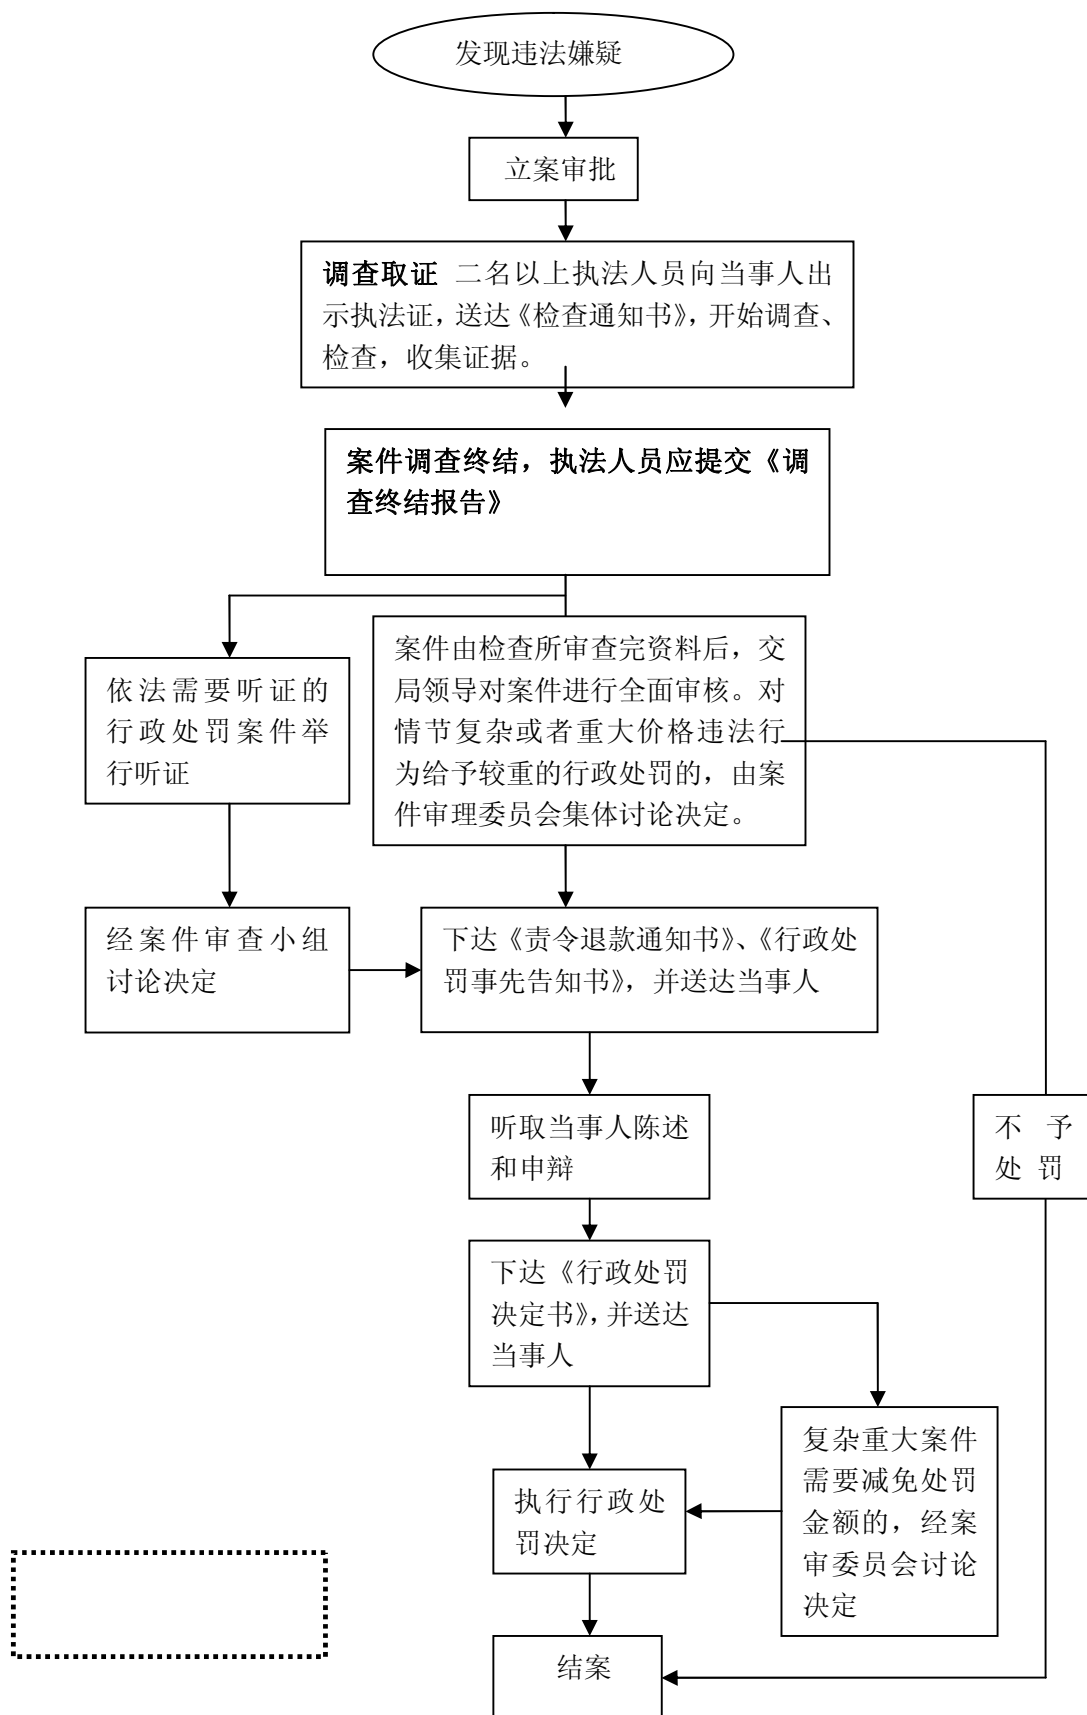 发现违法嫌疑
立案审批
调查取证 二名以上执法人员向当事人出
示执法证，送达《检查通知书》，开始调查、
检查，收集证据。
案件调查终结，执法人员应提交《调
查终结报告》
案件由检查所审查完资料后，交
局领导对案件进行全面审核。对
情节复杂或者重大价格违法行
为给予较重的行政处罚的，由案
件审理委员会集体讨论决定。
依法需要听证的
行政处罚案件举
行听证
经案件审查小组
讨论决定
下达《责令退款通知书》、《行政处
罚事先告知书》，并送达当事人
听取当事人陈述
和申辩
不予
处罚
下达《行政处罚
决定书》，并送达
当事人
复杂重大案件
需要减免处罚
金额的，经案
审委员会讨论
决定
执行行政处
罚决定
结案